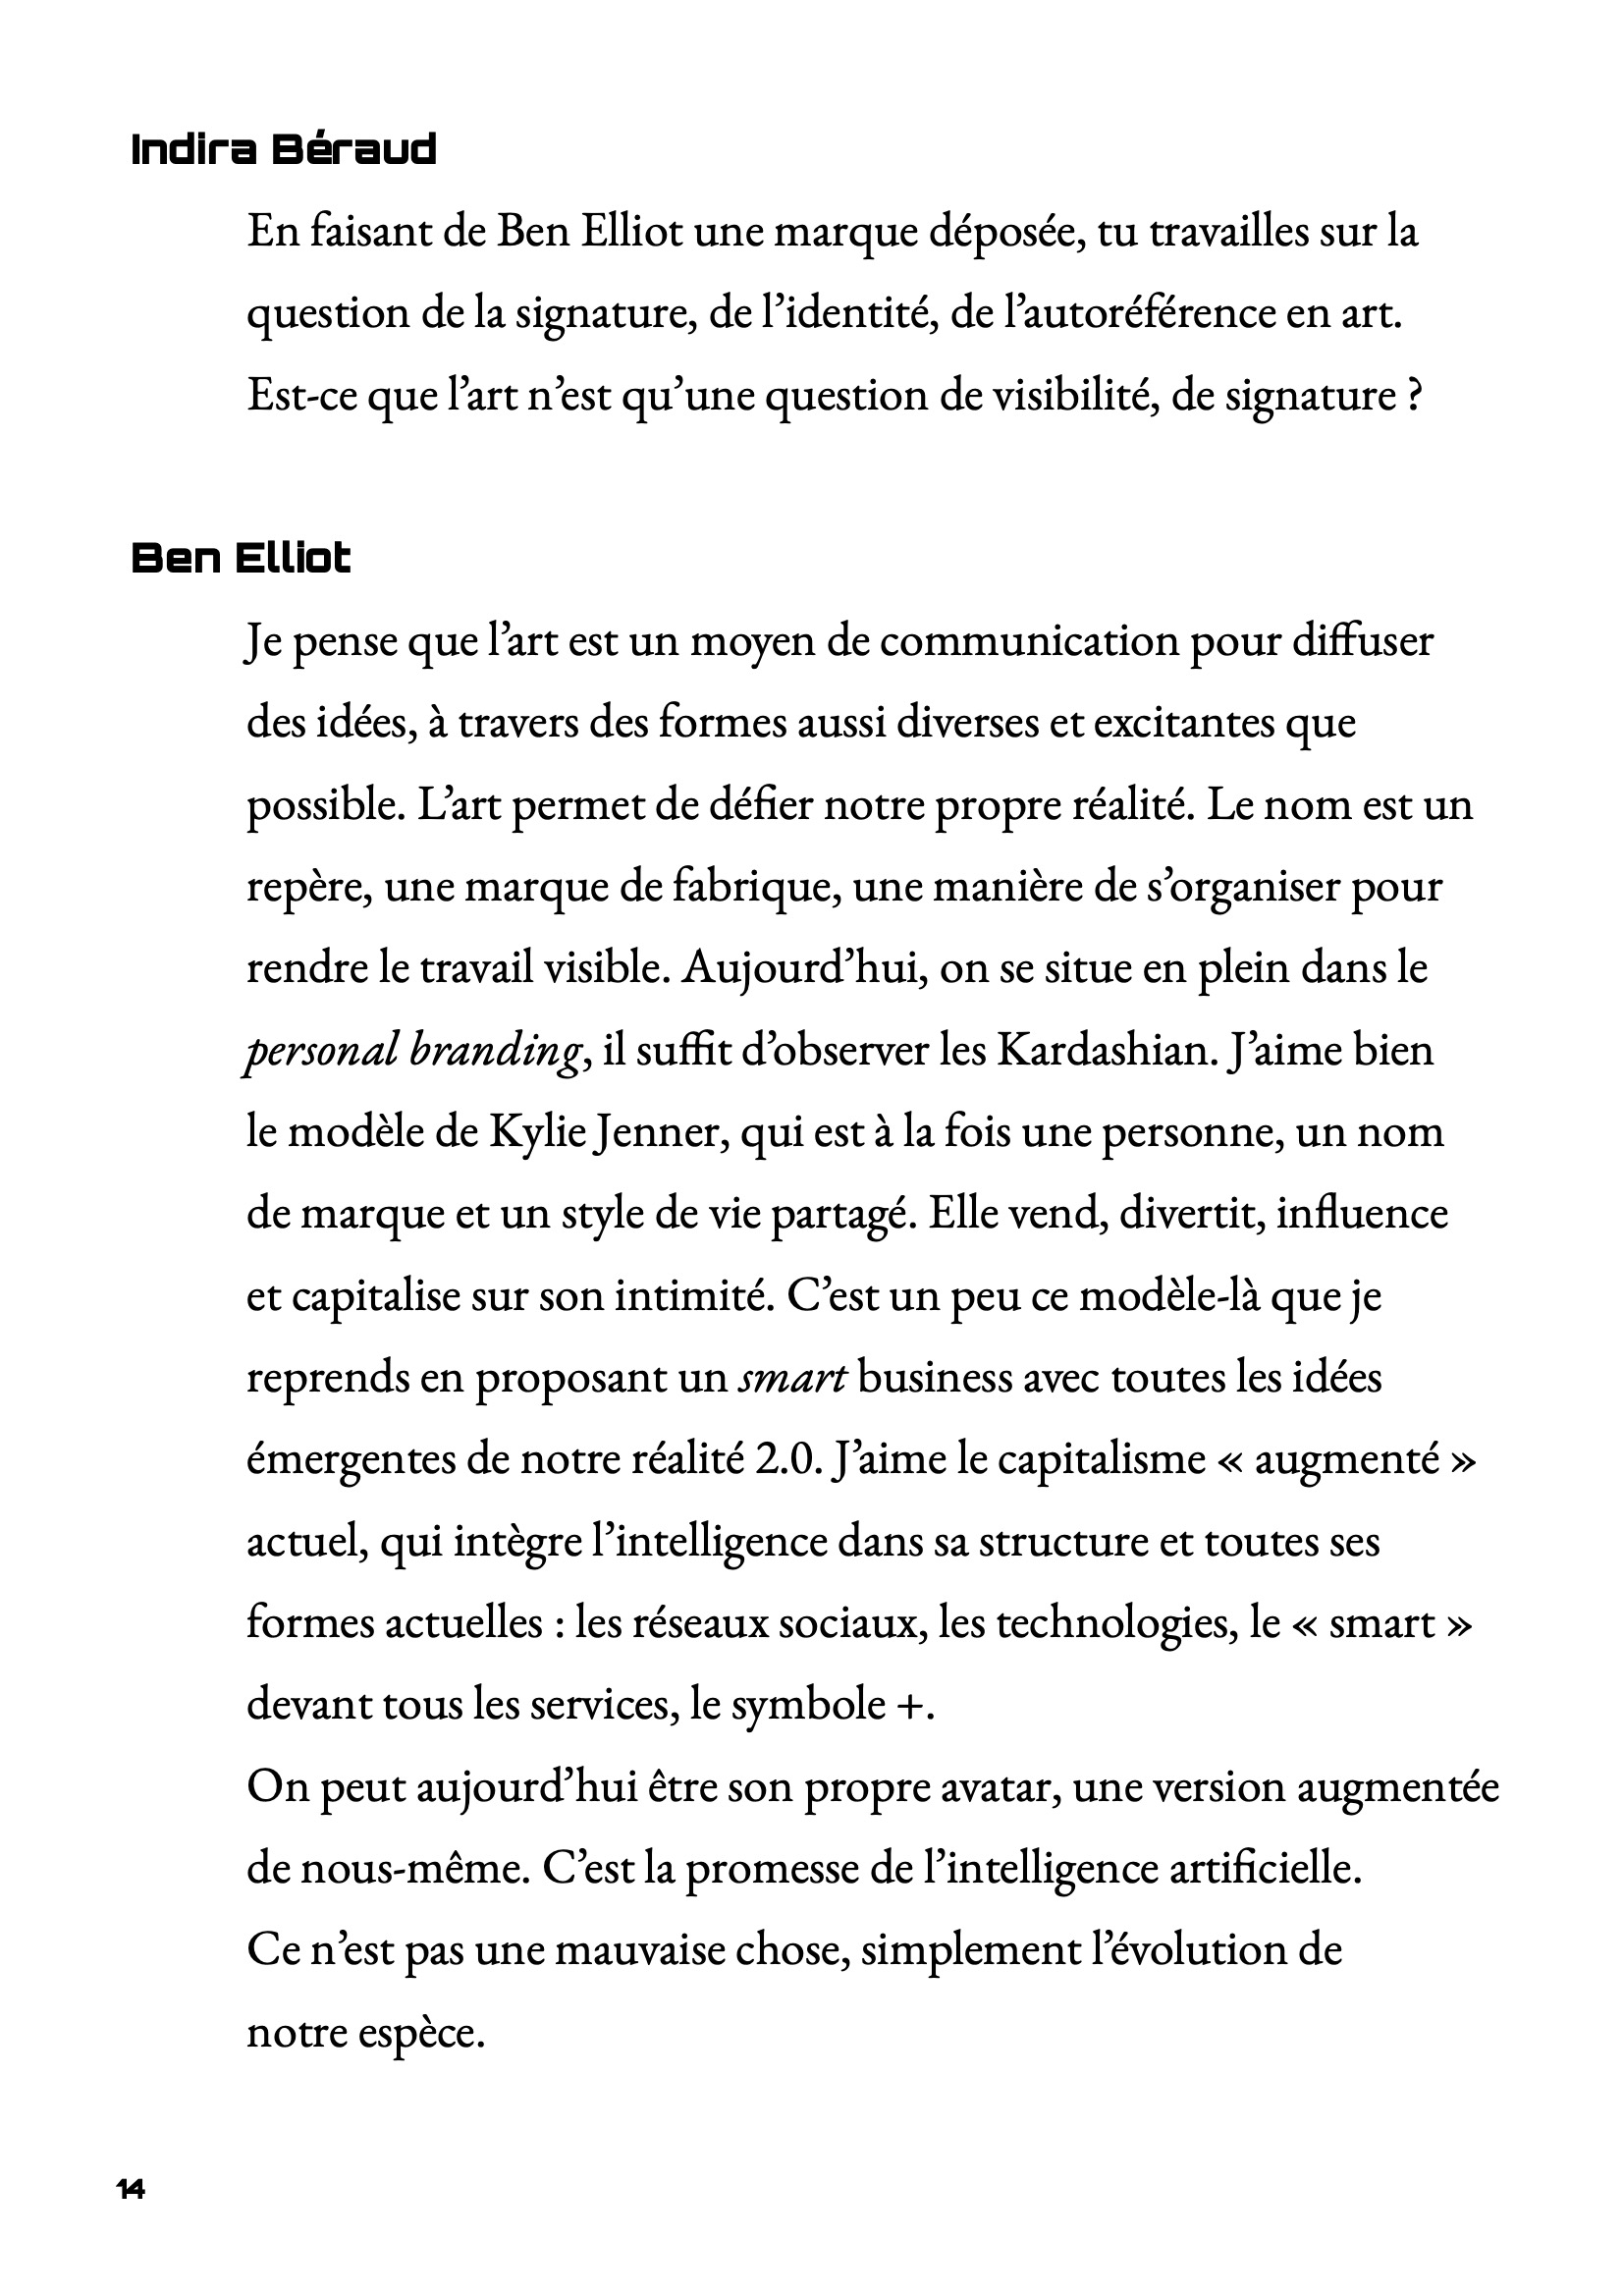 Indira Béraud
En faisant de Ben Elliot une marque déposée, tu travailles sur la
question de la signature, de l’identité, de l’autoréférence en art.
Est-ce que l’art n’est qu’une question de visibilité, de signature ?
Ben Elliot
Je pense que l’art est un moyen de communication pour diffuser
des idées, à travers des formes aussi diverses et excitantes que
possible. L’art permet de défier notre propre réalité. Le nom est un
repère, une marque de fabrique, une manière de s’organiser pour
rendre le travail visible. Aujourd’hui, on se situe en plein dans le
personal branding, il suffit d’observer les Kardashian. J’aime bien
le modèle de Kylie Jenner, qui est à la fois une personne, un nom
de marque et un style de vie partagé. Elle vend, divertit, influence
et capitalise sur son intimité. C’est un peu ce modèle-là que je
reprends en proposant un smart business avec toutes les idées
émergentes de notre réalité 2.0. J’aime le capitalisme « augmenté »
actuel, qui intègre l’intelligence dans sa structure et toutes ses
formes actuelles : les réseaux sociaux, les technologies, le « smart »
devant tous les services, le symbole +.
On peut aujourd’hui être son propre avatar, une version augmentée
de nous-même. C’est la promesse de l’intelligence artificielle.
Ce n’est pas une mauvaise chose, simplement l’évolution de
notre espèce.
14